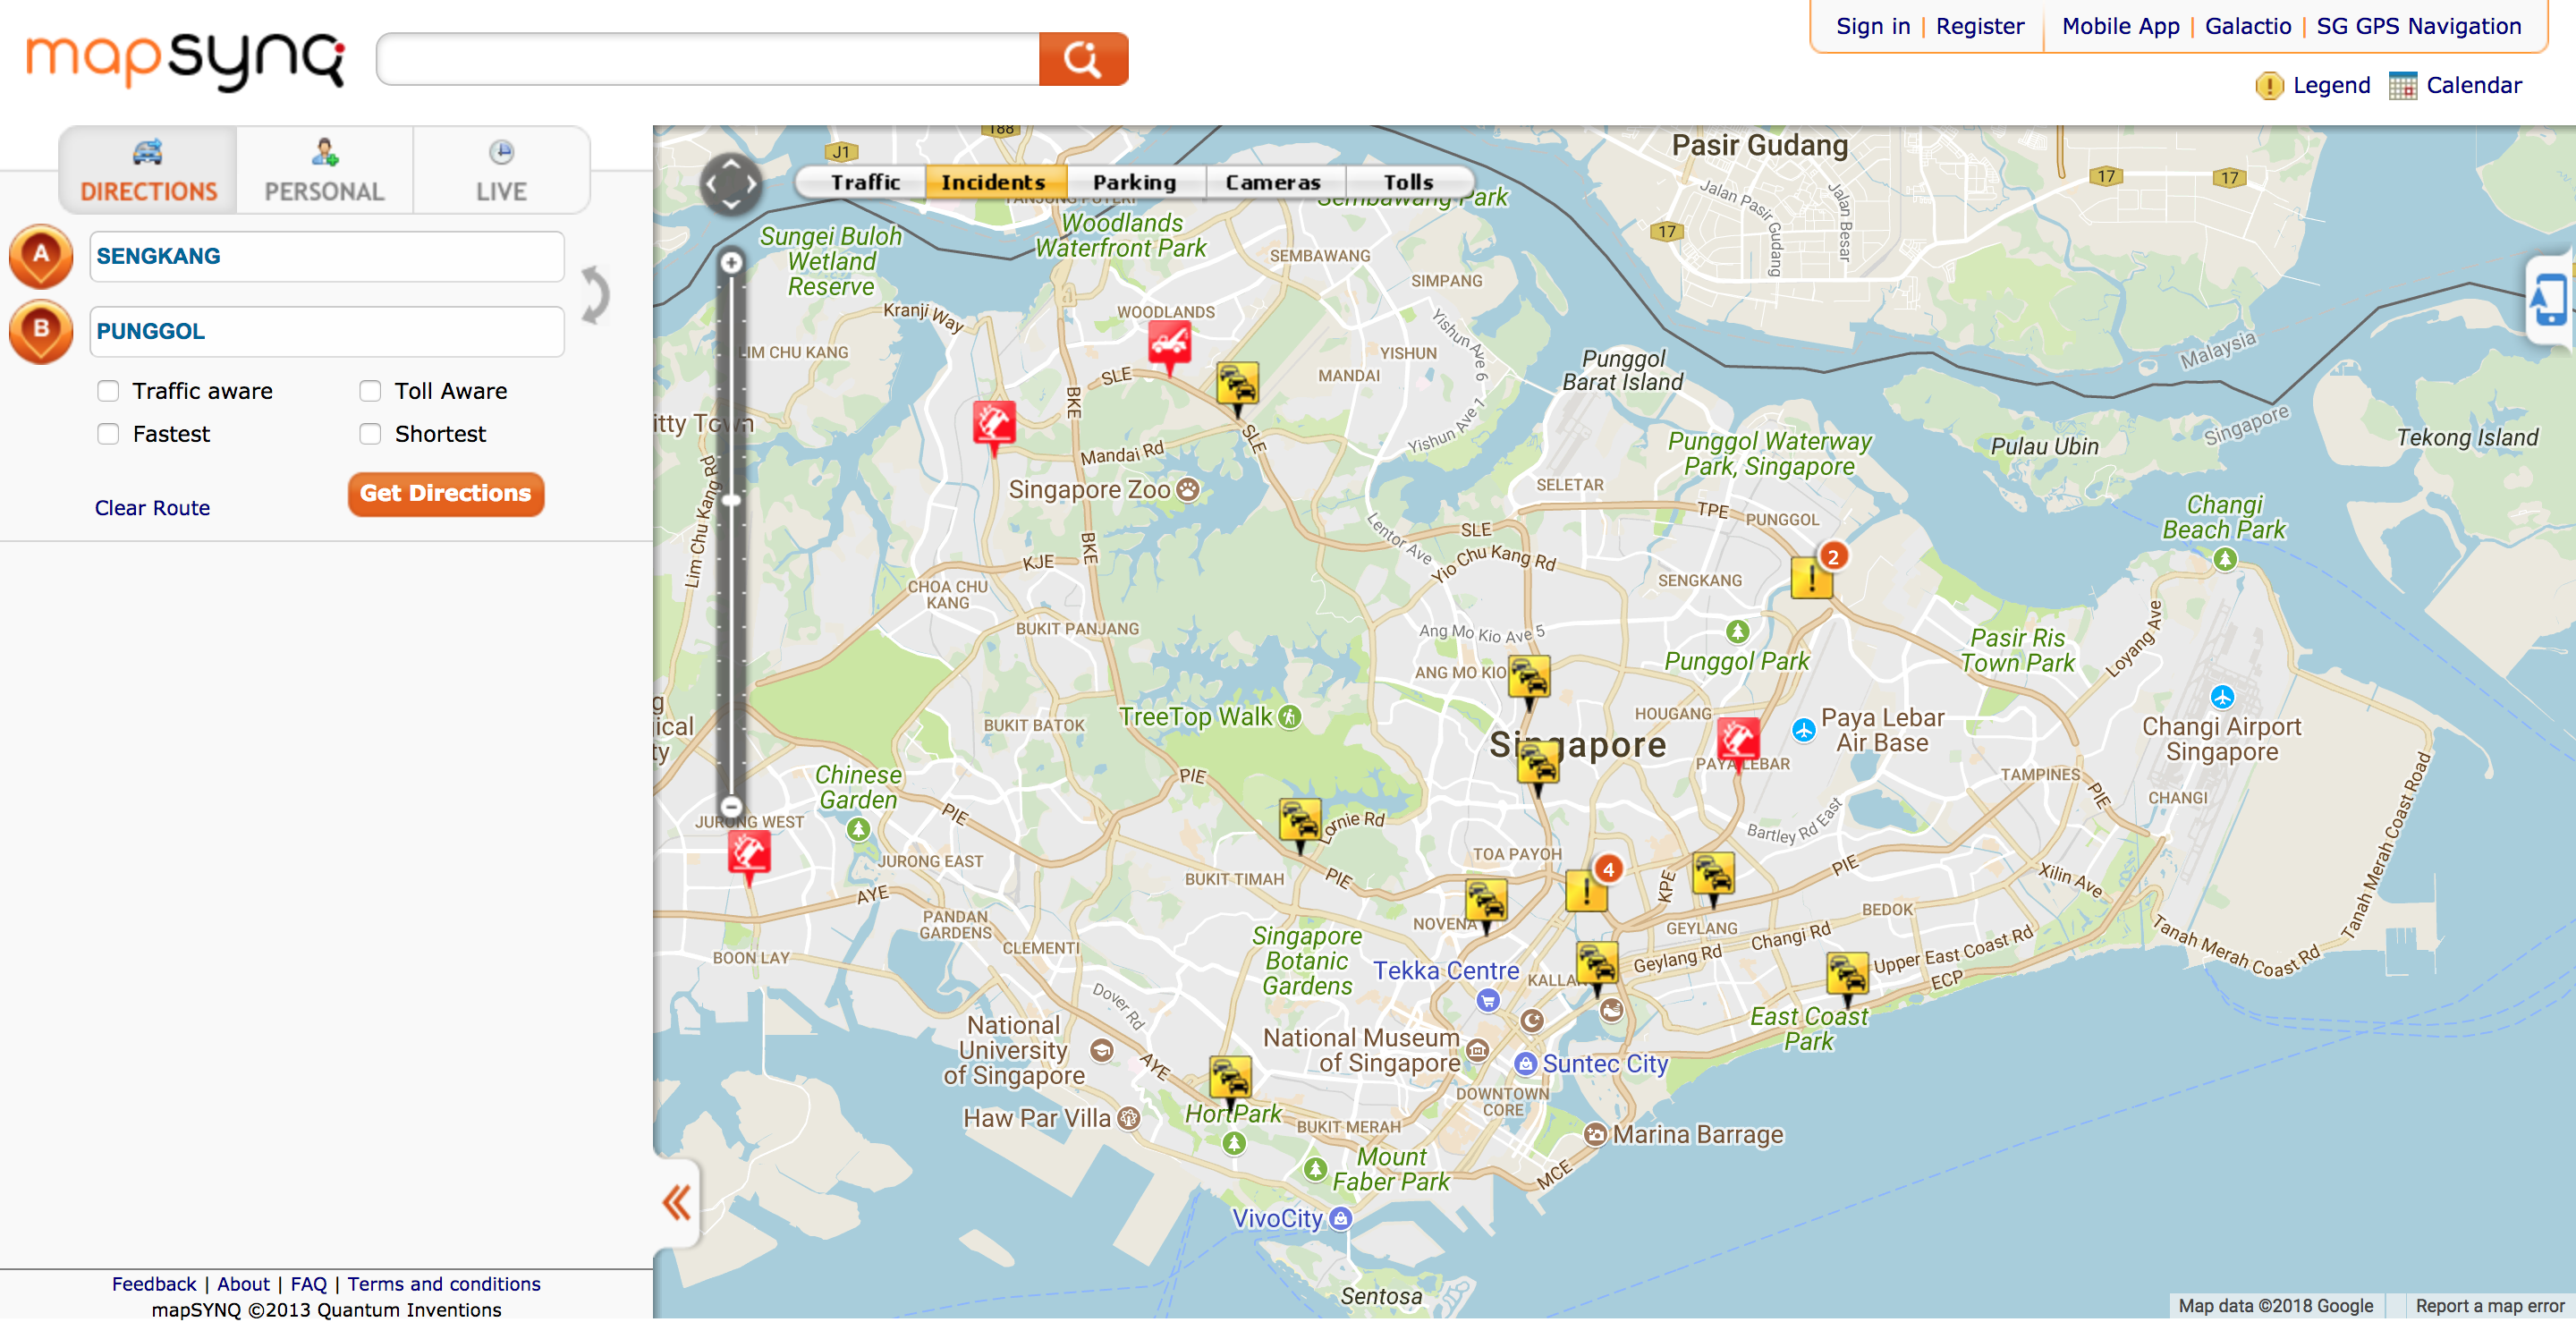 mapsynq
Sign in | Register
Mobile App | Galactio | SG GPS Navigation
Legend
Calendar
DIRECTIONS
PERSONAL
LIVE
A
SENGKANG
B
PUNGGOL
Traffic aware
Toll Aware
Fastest
Shortest
Clear Route
Get Directions
Feedback | About | FAQ | Terms and conditions
mapSYNQ ©2013 Quantum Inventions
Traffic
Incidents
Parking
Cameras
Tolls
188
J1
Pasir Gudang
Jalan Pasir Gudang
Jalan Besar
17
17
17
Sembawang Park
Woodlands
Waterfront Park
Sungei Buloh
Wetland
Reserve
SEMBAWANG
SIMPANG
Kranji Way
WOODLANDS
LIM CHU KANG
Yishun Ave 6
YISHUN
MANDAI
Yishun Ave 1
SLE
BKE
SLE
Mandai Rd
Singapore Zoo
Lim Chu Kang Rd
Punggol
Barat Island
Malaysia
Singapore
Pulau Ubin
Tekong Island
Punggol Waterway
Park, Singapore
SELETAR
TPE
PUNGGOL
Changi
Beach Park
SLE
Lentor Ave
Yio Chu Kang Rd
BKE
KJE
CHOA CHU
KANG
SENGKANG
2
BUKIT PANJANG
Ang Mo Kio Ave 5
ANG MO KIO
Punggol Park
Pasir Ris
Town Park
Loyang Ave
TreeTop Walk
BUKIT BATOK
HOUGANG
Singapore
Paya Lebar
Air Base
PAYA LEBAR
Changi Airport
Singapore
TAMPINES
CHANGI
PIE
PIE
Chinese
Garden
PIE
JURONG WEST
Lornie Rd
Bartley Rd East
Tanah Merah Coast Road
JURONG EAST
TOA PAYOH
4
BUKIT TIMAH
PIE
KPE
PIE
Xilin Ave
AYE
PANDAN
GARDENS
NOVENA
GEYLANG
BEDOK
Changi Rd
CLEMENTI
BOON LAY
Singapore
Botanic
Gardens
Tekka Centre
Geylang Rd
Upper East Coast Rd
ECP
Tanah Merah Coast Rd
Dover Rd
East Coast
Park
National
University
of Singapore
National Museum
of Singapore
AYE
Suntec City
DOWNTOWN
CORE
Haw Par Villa
HortPark
BUKIT MERAH
Marina Barrage
Mount
Faber Park
MCE
VivoCity
Sentosa
Map data ©2018 Google
Report a map error